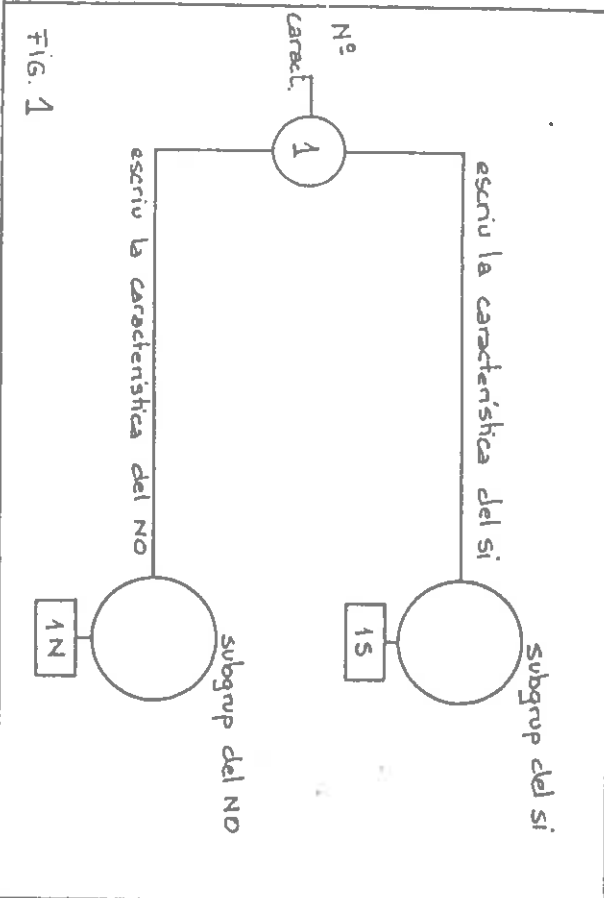 escriu la característica del si
subgrup del si
1S
Nº
caract.
1
escriu la característica del NO
subgrup del NO
1N
FIG. 1